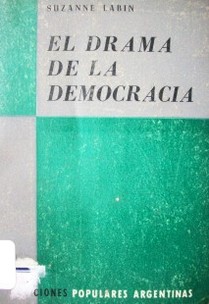 SUZANNE LABIN
EL DRAMA
DE LA
DEMOCRACIA
CIONES POPULARES ARGENTINAS